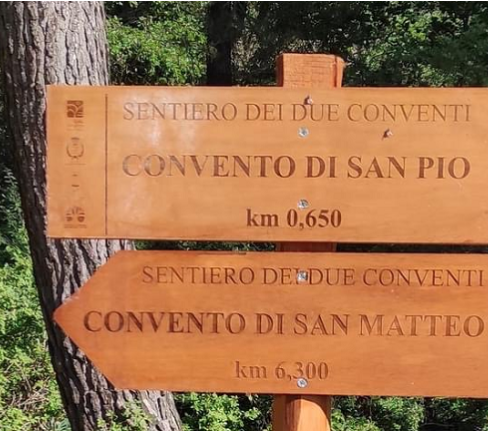 SENTIERO DEI DUE CONVENTI
CONVENTO DI SAN PIO
km 0,650
SENTIERO DEI DUE CONVENTI
CONVENTO DI SAN MATTEO
km 6,300